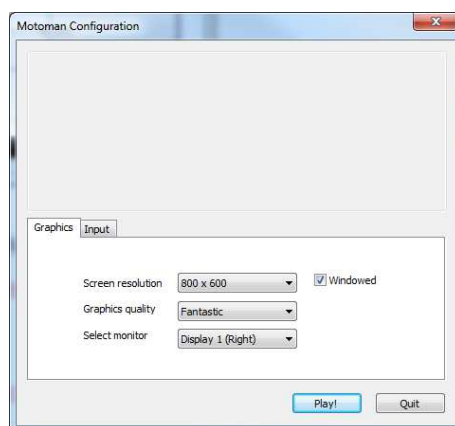 Motoman Configuration
Graphics Input
Screen resolution 800 x 600 Windowed
Graphics quality Fantastic
Select monitor Display 1 (Right)
Play! Quit